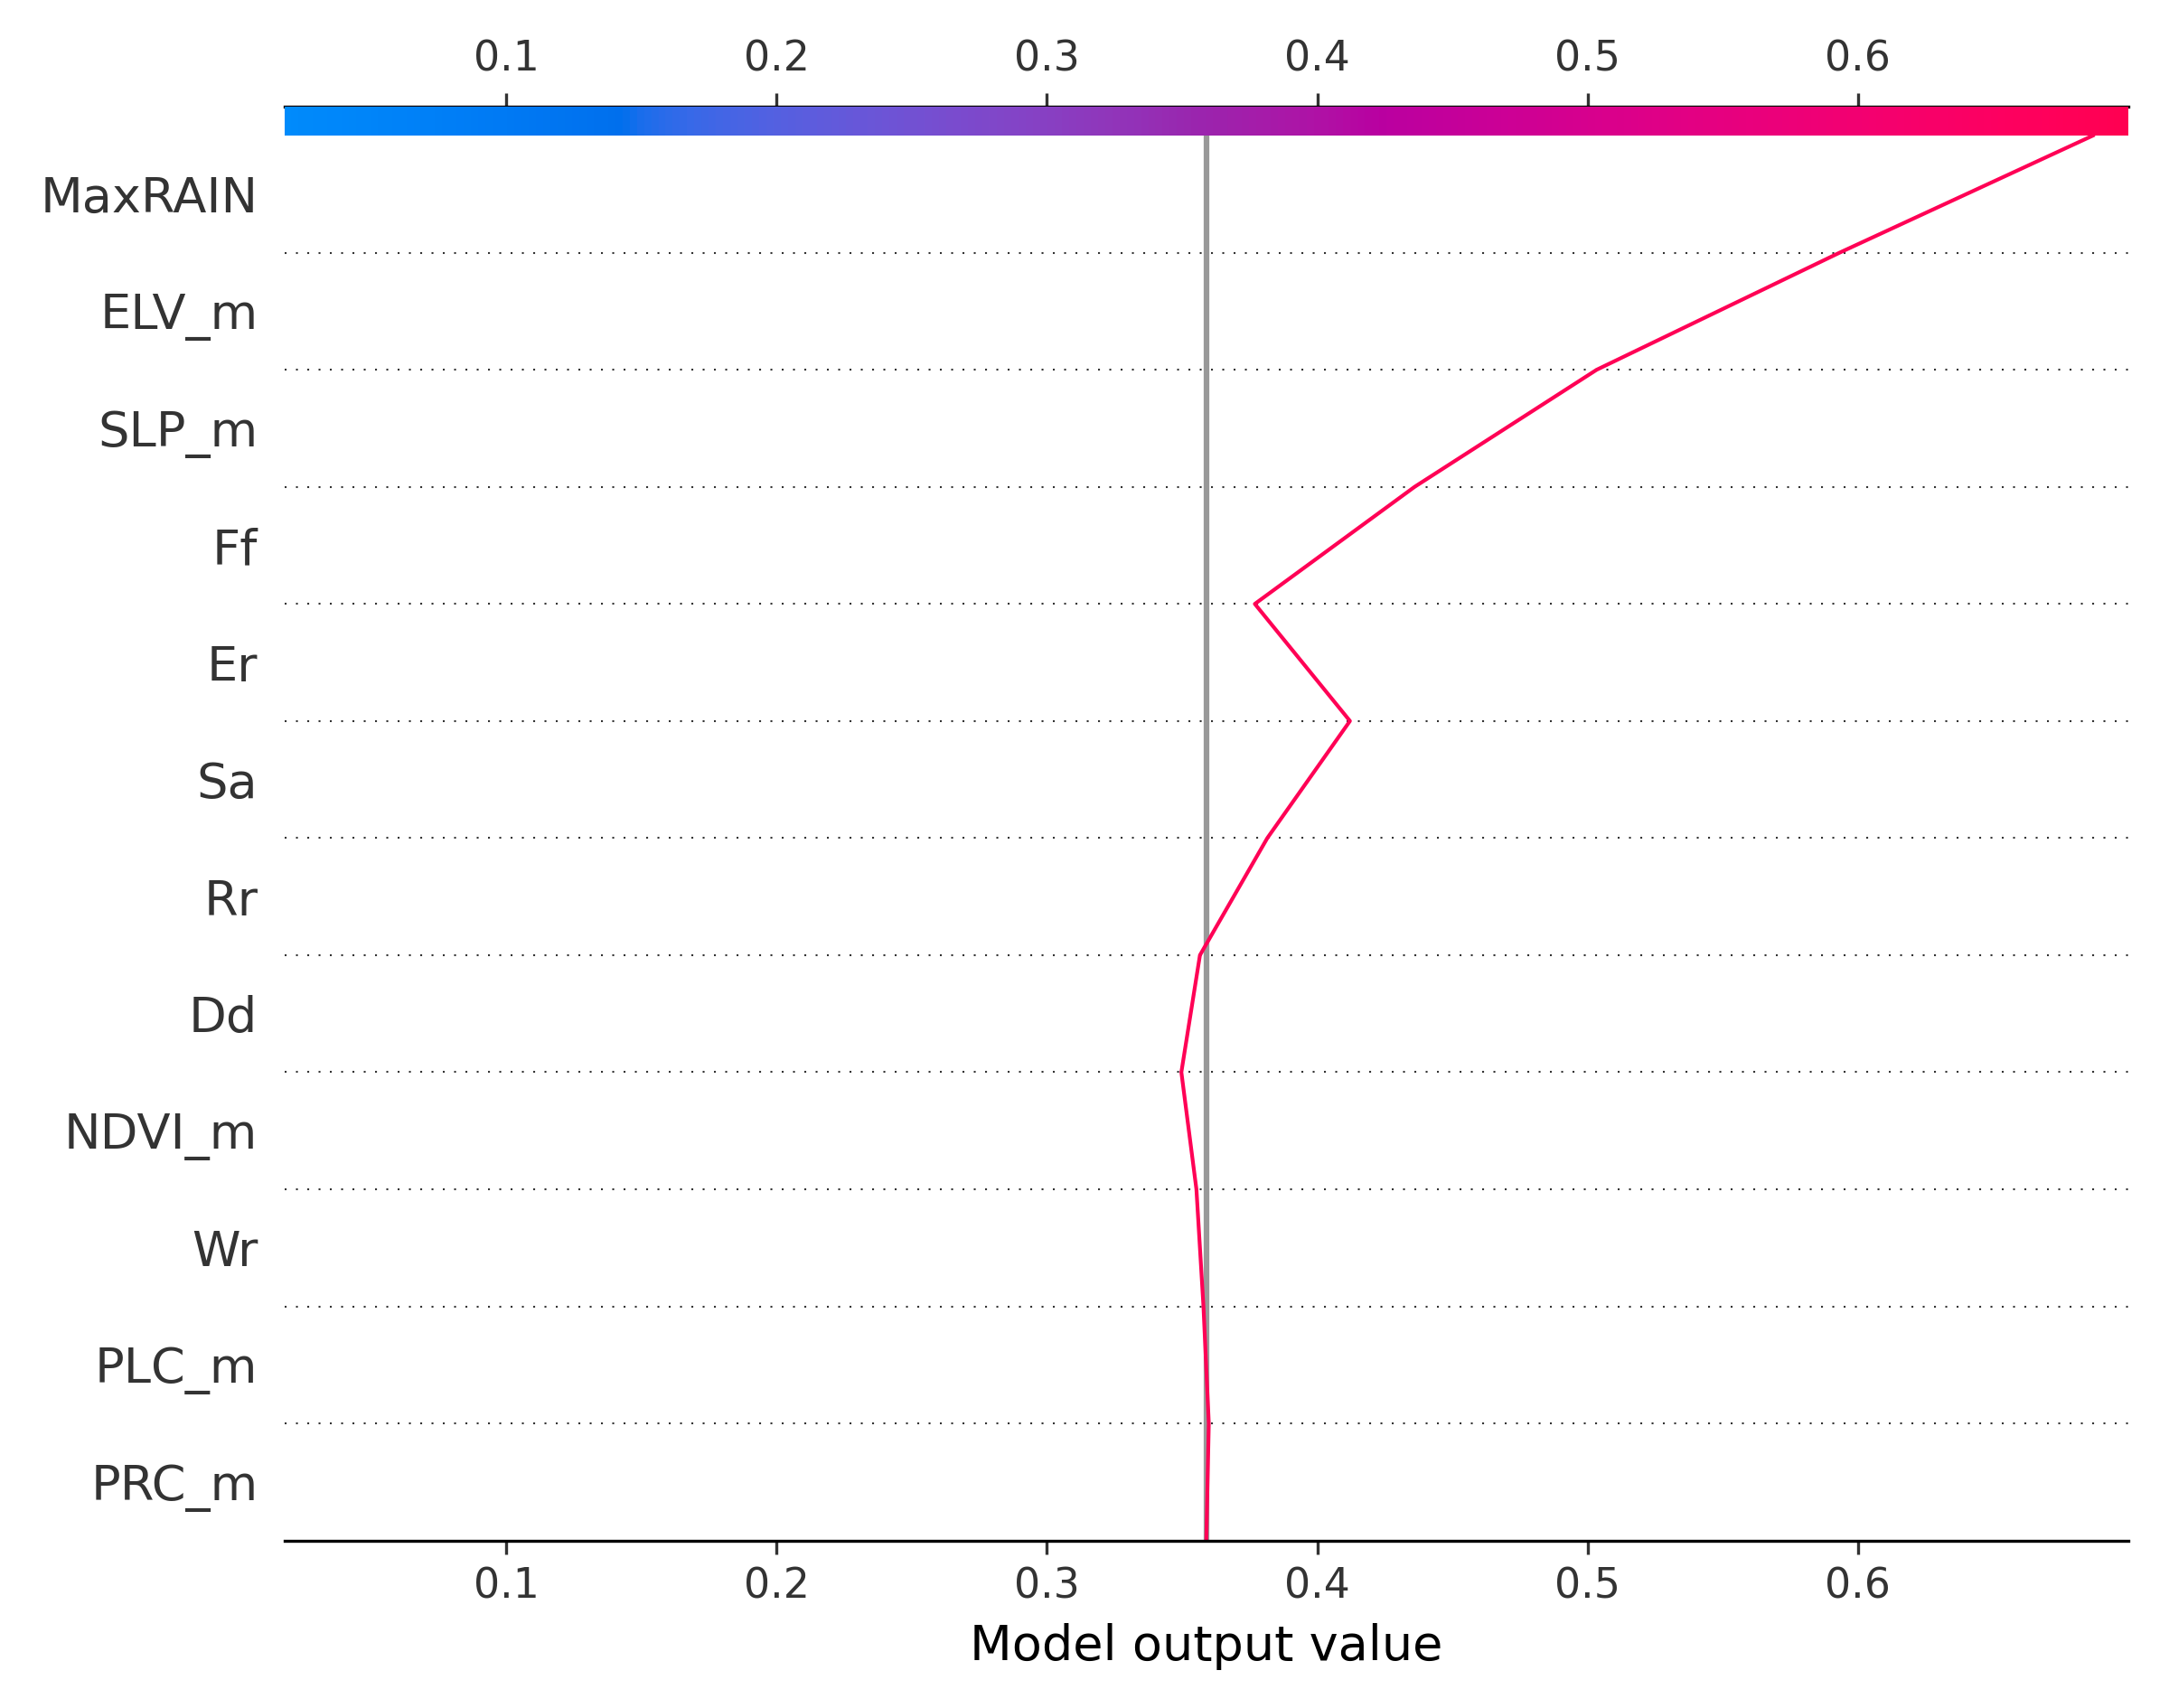 0.1 0.2 0.3 0.4 0.5 0.6
MaxRAIN
ELV_m
SLP_m
Ff
Er
Sa
Rr
Dd
NDVI_m
Wr
PLC_m
PRC_m
0.1 0.2 0.3 0.4 0.5 0.6
Model output value